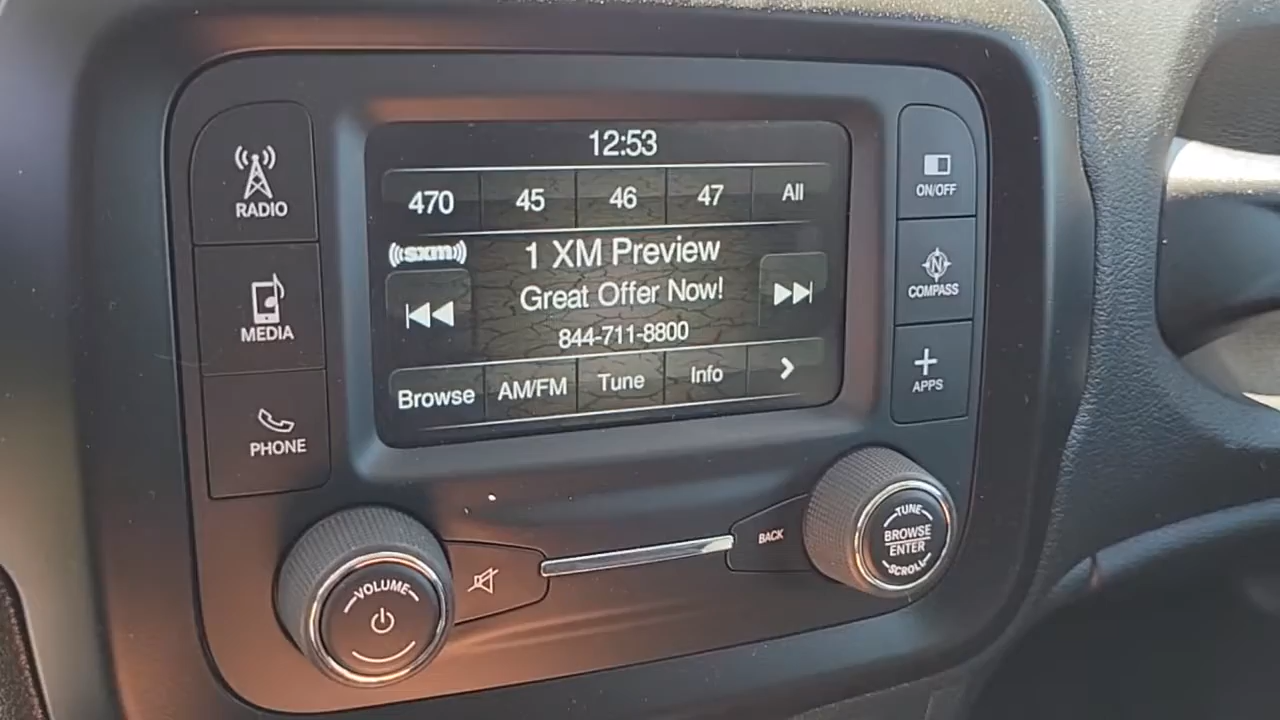 12:53
470 45 46 47 All
((sxm)) 1 XM Preview
Great Offer Now!
844-711-8800
Browse AM/FM Tune Info
RADIO
MEDIA
PHONE
ON/OFF
N
COMPASS
APPS
VOLUME
BACK
TUNE
BROWSE
ENTER
SCROLL